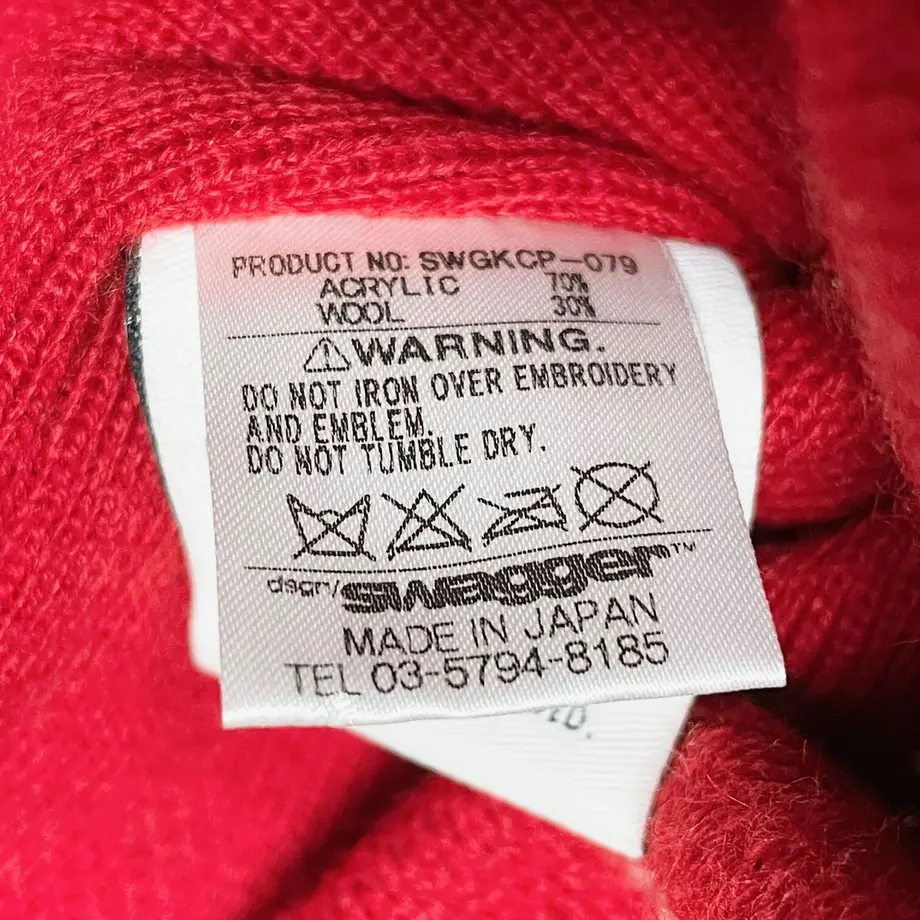 PRODUCT NO: SWGKCP-079
ACRYLIC 70%
WOOL 30%
⚠WARNING.
DO NOT IRON OVER EMBROIDERY
AND EMBLEM.
DO NOT TUMBLE DRY.
dsgn/swagger™
MADE IN JAPAN
TEL 03-5794-8185